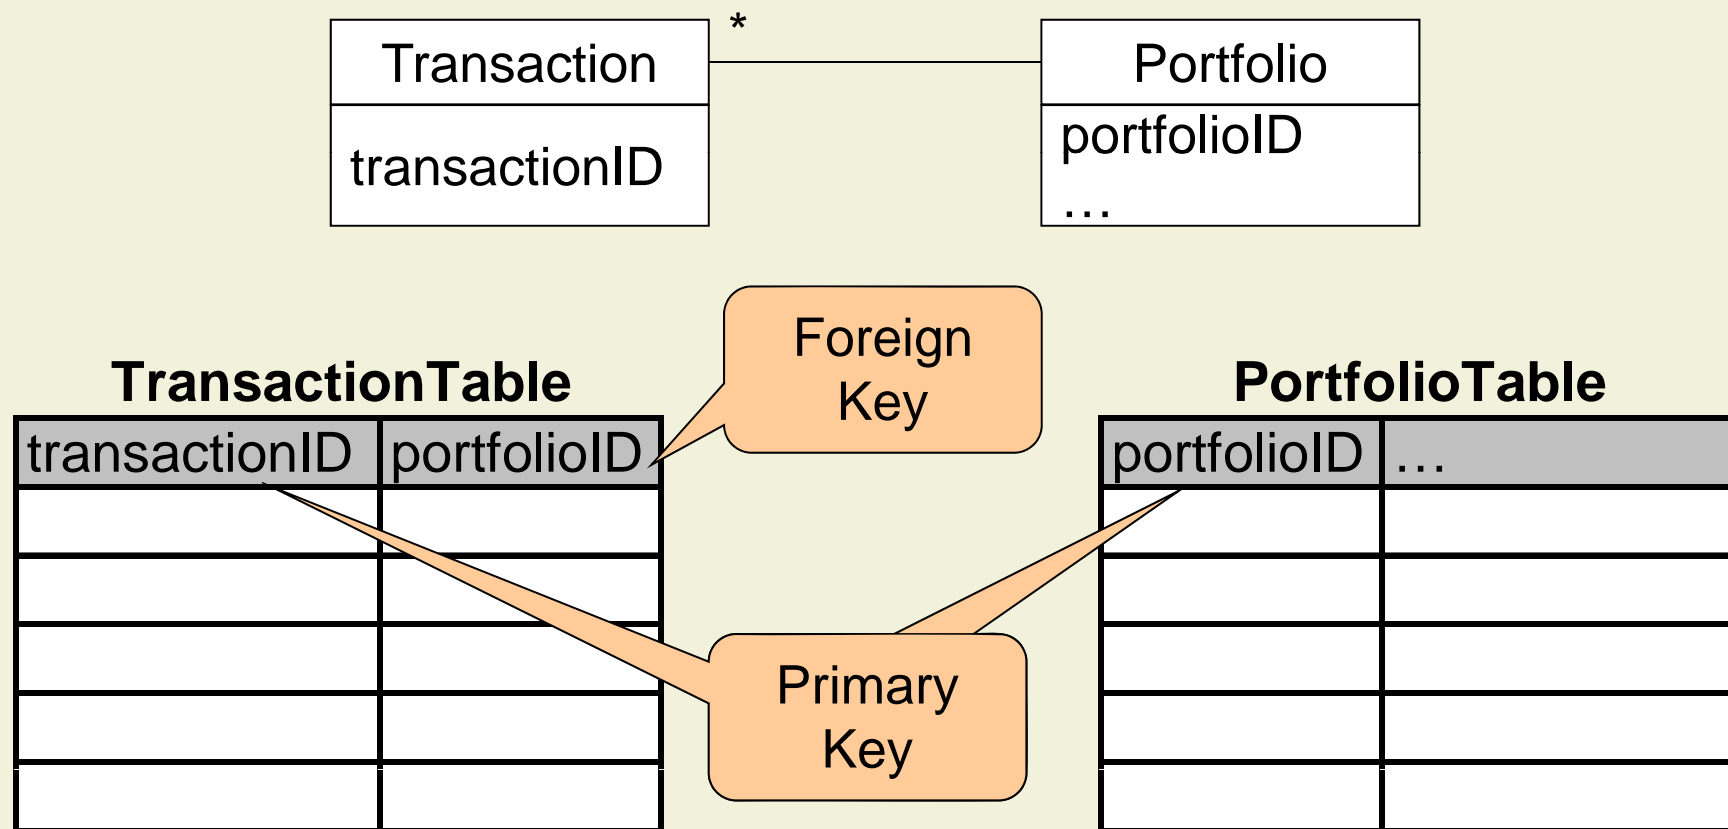 *
Transaction
Portfolio
transactionID
portfolioID
…
Foreign
Key
TransactionTable
PortfolioTable
transactionID portfolioID
portfolioID …
Primary
Key